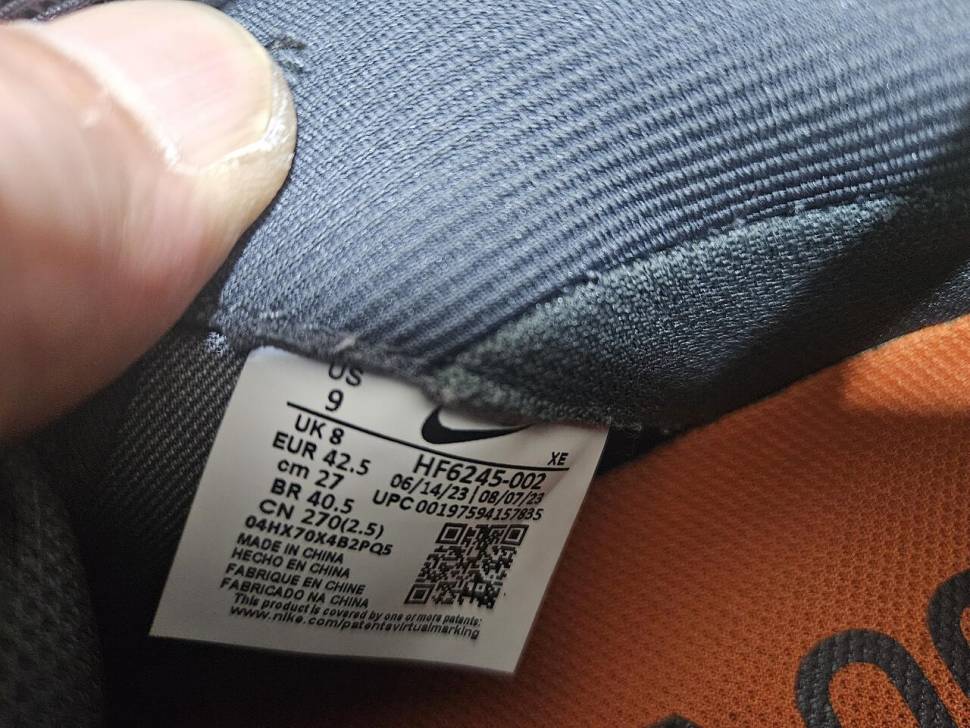 US
9
UK 8
EUR 42.5
cm 27
BR 40.5
CN 270(2.5)
04HX70X4B2PQ5
MADE IN CHINA
HECHO EN CHINA
FABRIQUE EN CHINE
FABRICADO NA CHINA
This product is covered by one or more patents:
www.nike.com/patentsvirtualmarking
XE
HF6245-002
06/14/23 | 08/07/23
UPC 00197594157835